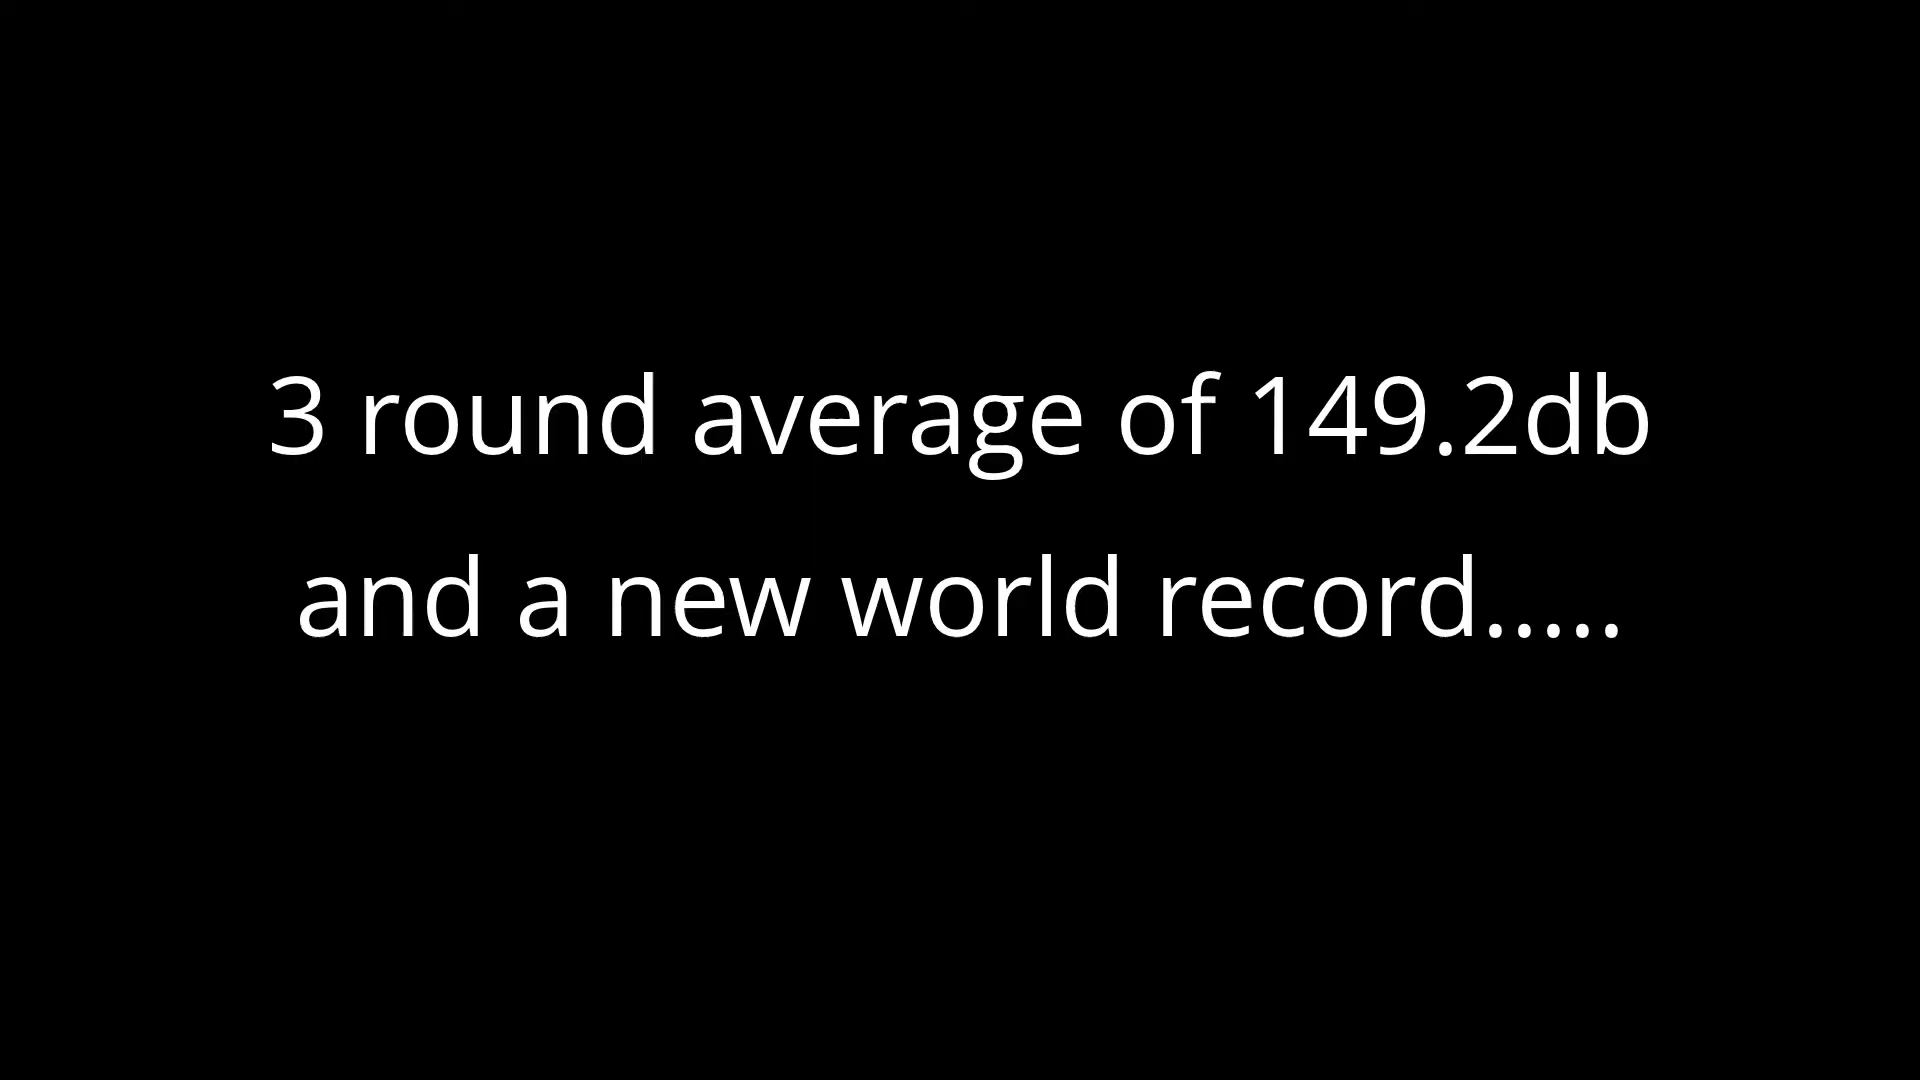 3 round average of 149.2db
and a new world record.....